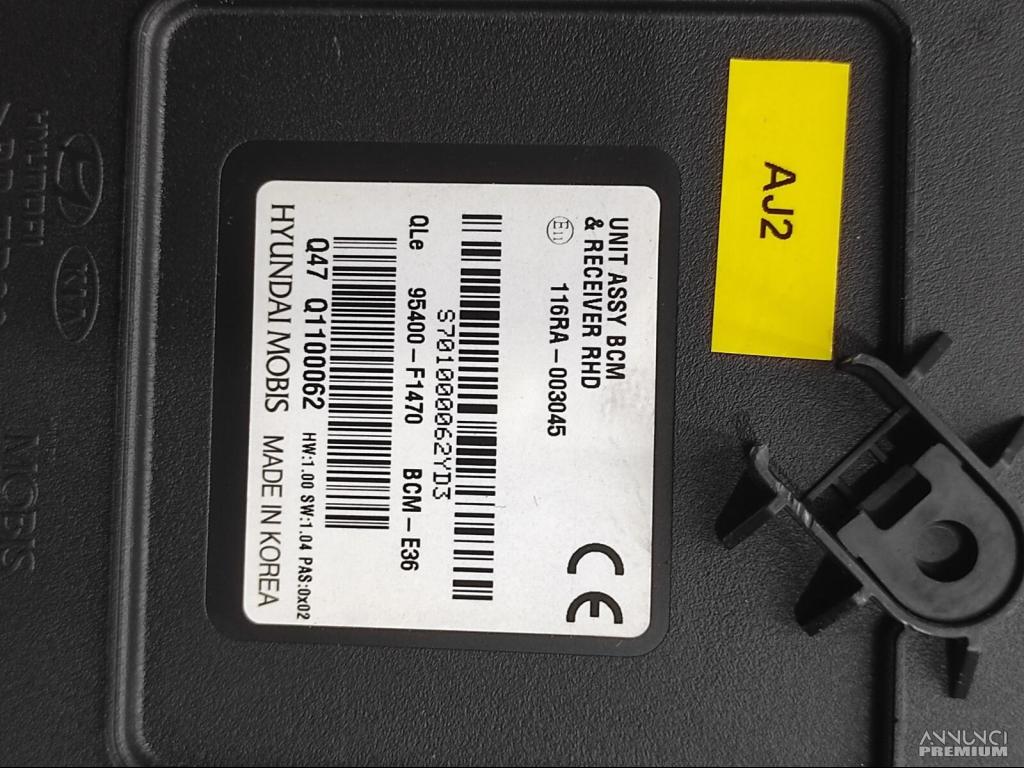 UNIT ASSY BCM
& RECEIVER RHD
E11 116RA-003045
CE
S701000062YD3
QLe 95400-F1470 BCM-E36
Q47 Q1100062 HW:1.00 SW:1.04 PAS:0x02
HYUNDAI MOBIS MADE IN KOREA
AJ2
HYUNDAI
KIA
MOBIS
ANNUNCI
PREMIUM